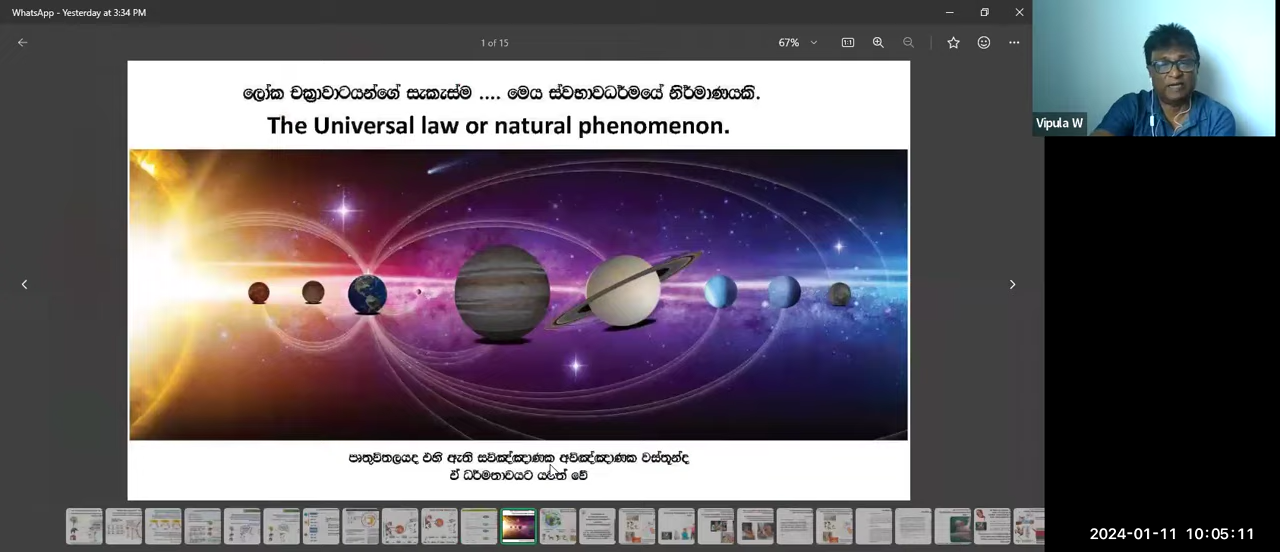 WhatsApp - Yesterday at 3:34 PM
1 of 15
67%
1:1
ලෝක චක්‍රාවාටයන්ගේ සැකැස්ම .... මෙය ස්වභාවධර්මයේ නිර්මාණයකි.
The Universal law or natural phenomenon.
Vipula W
පෘතුවිතලයද එහි ඇති සවිඤ්ඤාණක අවිඤ්ඤාණක වස්තූන්ද
ඒ ධර්මතාවයට යටත් වේ
2024-01-11 10:05:11